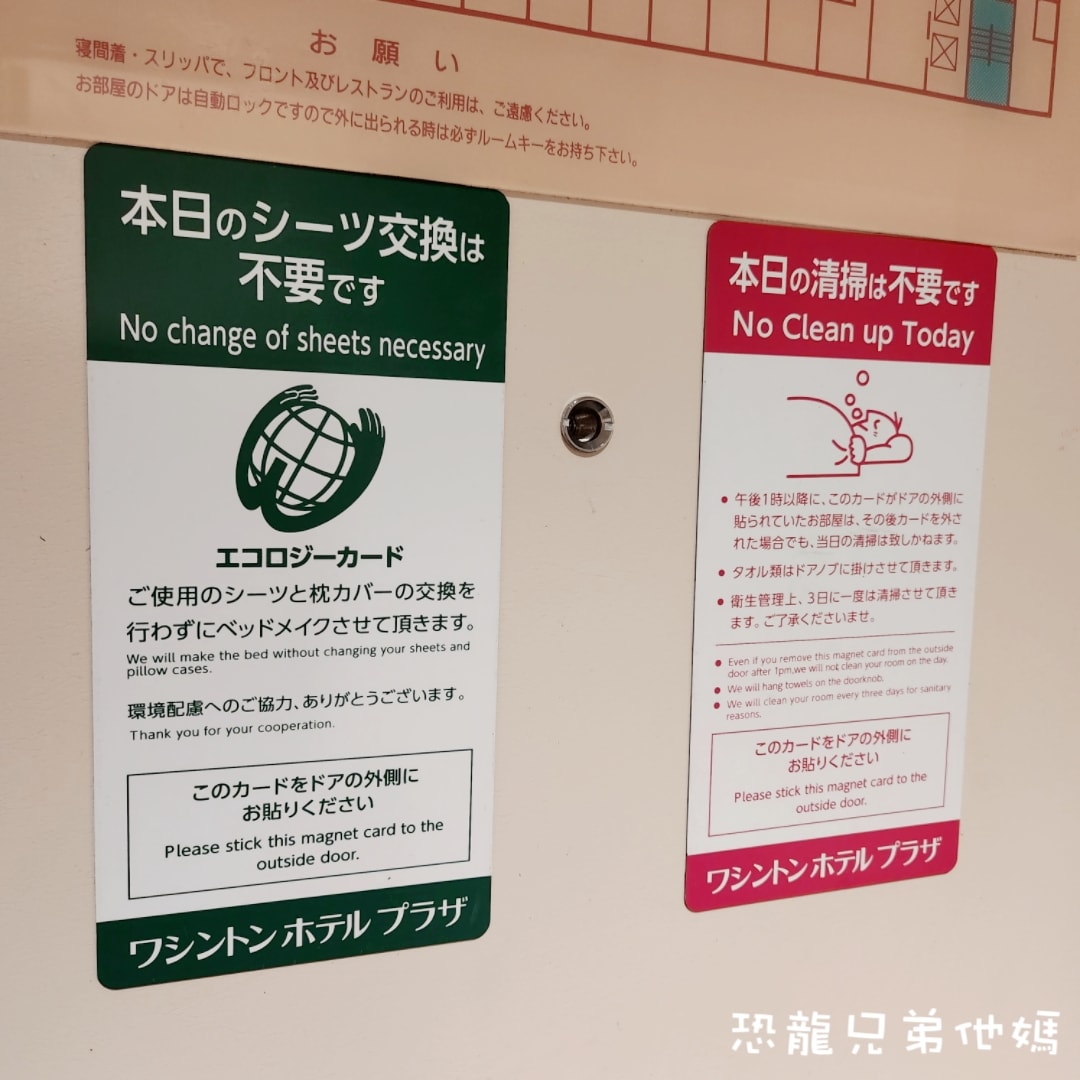 お願い
寝間着・スリッパで、フロント及びレストランのご利用は、ご遠慮ください。
お部屋のドアは自動ロックですので外に出られる時は必ずルームキーをお持ち下さい。
本日のシーツ交換は
不要です
No change of sheets necessary
エコロジーカード
ご使用のシーツと枕カバーの交換を
行わずにベッドメイクさせて頂きます。
We will make the bed without changing your sheets and
pillow cases.
環境配慮へのご協力、ありがとうございます。
Thank you for your cooperation.
このカードをドアの外側に
お貼りください
Please stick this magnet card to the
outside door.
ワシントンホテル プラザ
本日の清掃は不要です
No Clean up Today
● 午後1時以降に、このカードがドアの外側に
貼られていたお部屋は、その後カードを外さ
れた場合でも、当日の清掃は致しかねます。
● タオル類はドアノブに掛けさせて頂きます。
● 衛生管理上、3日に一度は清掃させて頂き
ます。ご了承くださいませ。
● Even if you remove this magnet card from the outside
door after 1pm,we will not clean your room on the day.
● We will hang towels on the doorknob.
● We will clean your room every three days for sanitary
reasons.
このカードをドアの外側に
お貼りください
Please stick this magnet card to the
outside door.
ワシントンホテル プラザ
恐龍兄弟他媽